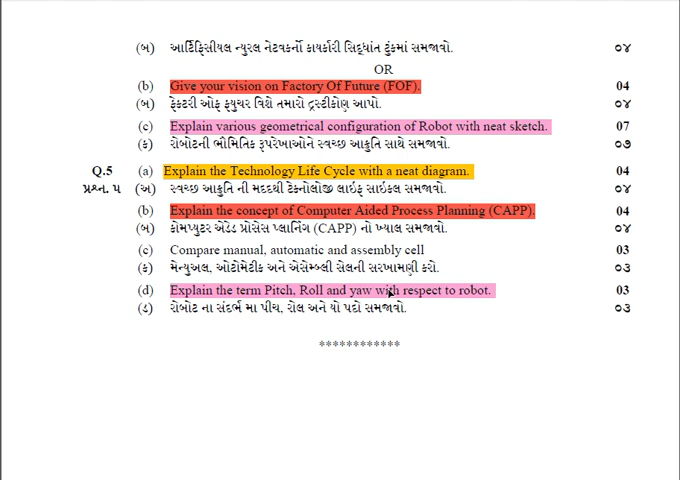 (બ) આર્ટિફિસીયલ ન્યુરલ નેટવર્કનો કાર્યકારી સિદ્ધાંત ટુંકમાં સમજાવો. ૦૪
OR
(b) Give your vision on Factory Of Future (FOF). 04
(બ) ફેકટરી ઓફ ફયુચર વિશે તમારો દ્રસ્ટીકોણ આપો. ૦૪
(c) Explain various geometrical configuration of Robot with neat sketch. 07
(ક) રોબોટની ભૌમિતિક રૂપરેખાઓને સ્વચ્છ આકૃતિ સાથે સમજાવો. ૦૭
Q.5 (a) Explain the Technology Life Cycle with a neat diagram. 04
પ્રશ્ન. ૫ (અ) સ્વચ્છ આકૃતિ ની મદદથી ટેકનોલોજી લાઇફ સાઇકલ સમજાવો. ૦૪
(b) Explain the concept of Computer Aided Process Planning (CAPP). 04
(બ) કોમ્પ્યુટર એડેડ પ્રોસેસ પ્લાનિંગ (CAPP) નો ખ્યાલ સમજાવો. ૦૪
(c) Compare manual, automatic and assembly cell 03
(ક) મેન્યુઅલ, ઓટોમેટીક અને એસેમ્બ્લી સેલની સરખામણી કરો. ૦૩
(d) Explain the term Pitch, Roll and yaw with respect to robot. 03
(ડ) રોબોટ ના સંદર્ભ મા પીચ, રોલ અને યો પદો સમજાવો. ૦૩
************